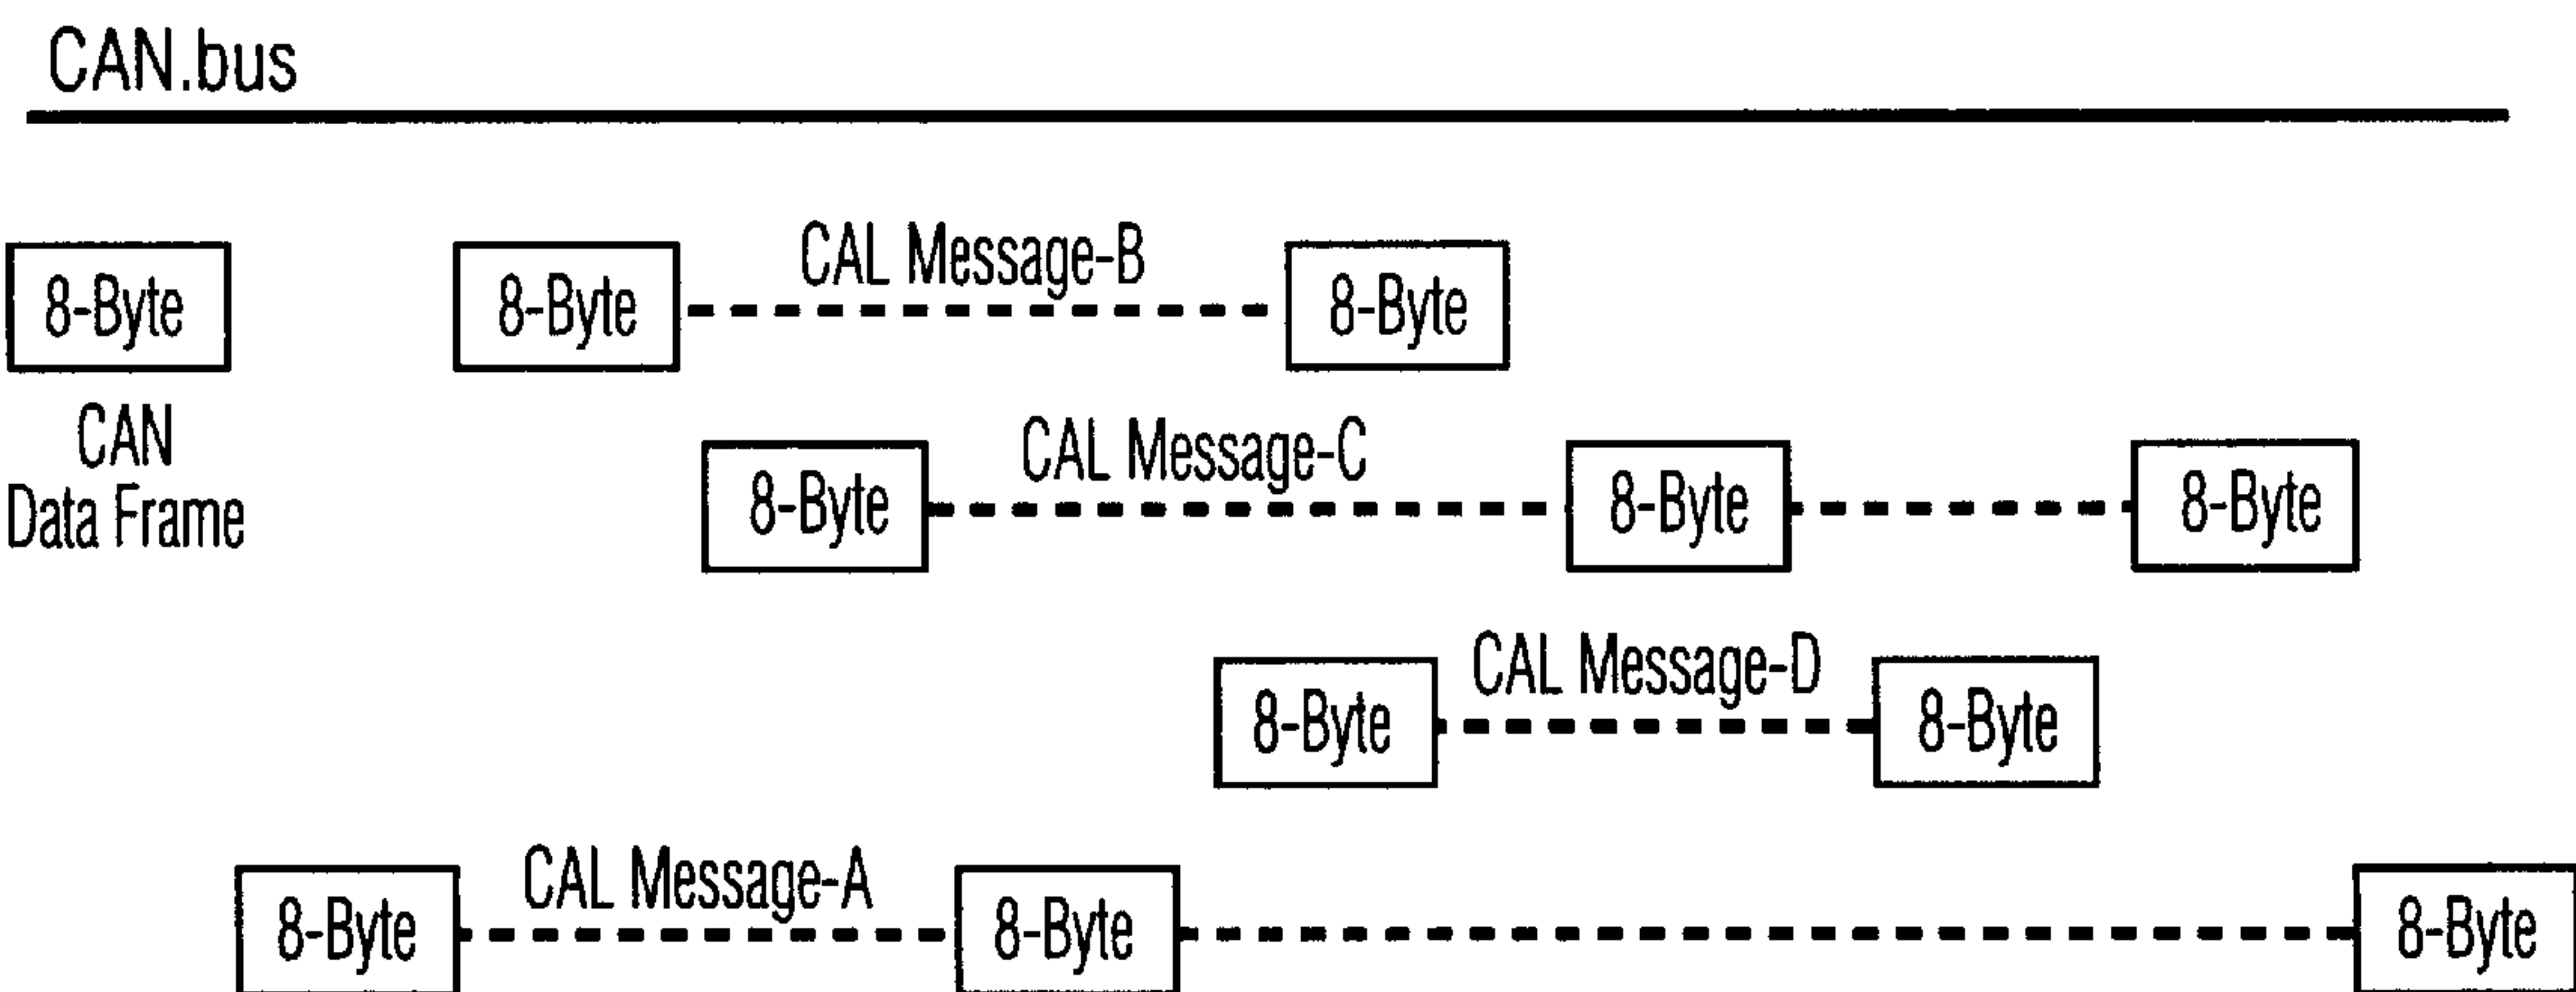 CAN.bus
8-Byte
CAN
Data Frame
8-Byte
CAL Message-B
8-Byte
8-Byte
CAL Message-C
8-Byte
8-Byte
8-Byte
CAL Message-D
8-Byte
8-Byte
CAL Message-A
8-Byte
8-Byte